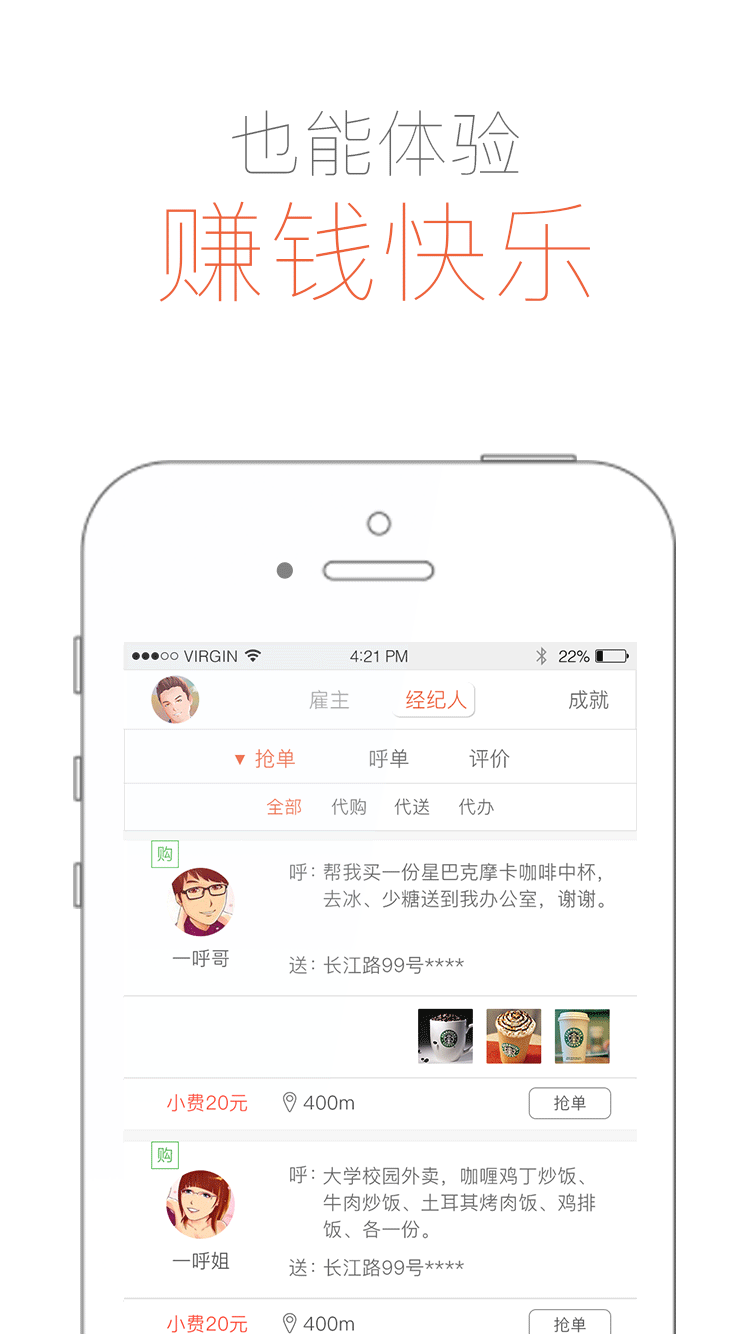 也能体验
赚钱快乐
VIRGIN 4:21 PM 22%
雇主 经纪人 成就
▼ 抢单 呼单 评价
全部 代购 代送 代办
购
呼：帮我买一份星巴克摩卡咖啡中杯，
去冰、少糖送到我办公室，谢谢。
一呼哥
送：长江路99号****
小费20元 400m 抢单
购
呼：大学校园外卖，咖喱鸡丁炒饭、
牛肉炒饭、土耳其烤肉饭、鸡排
饭、各一份。
一呼姐
送：长江路99号****
小费20元 400m 抢单